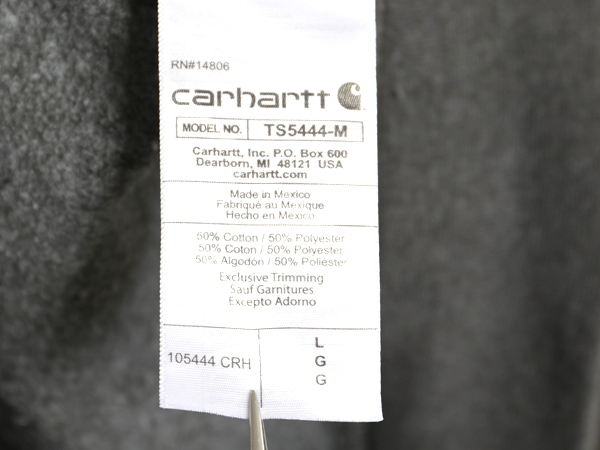 RN#14806
carhartt
MODEL NO. TS5444-M
Carhartt, Inc. P.O. Box 600
Dearborn, MI 48121 USA
carhartt.com
Made in Mexico
Fabriqué au Mexique
Hecho en Mexico
50% Cotton / 50% Polyester
50% Coton / 50% Polyester
50% Algodon / 50% Poliester
Exclusive Trimming
Sauf Garnitures
Excepto Adorno
105444 CRH
L
G
G